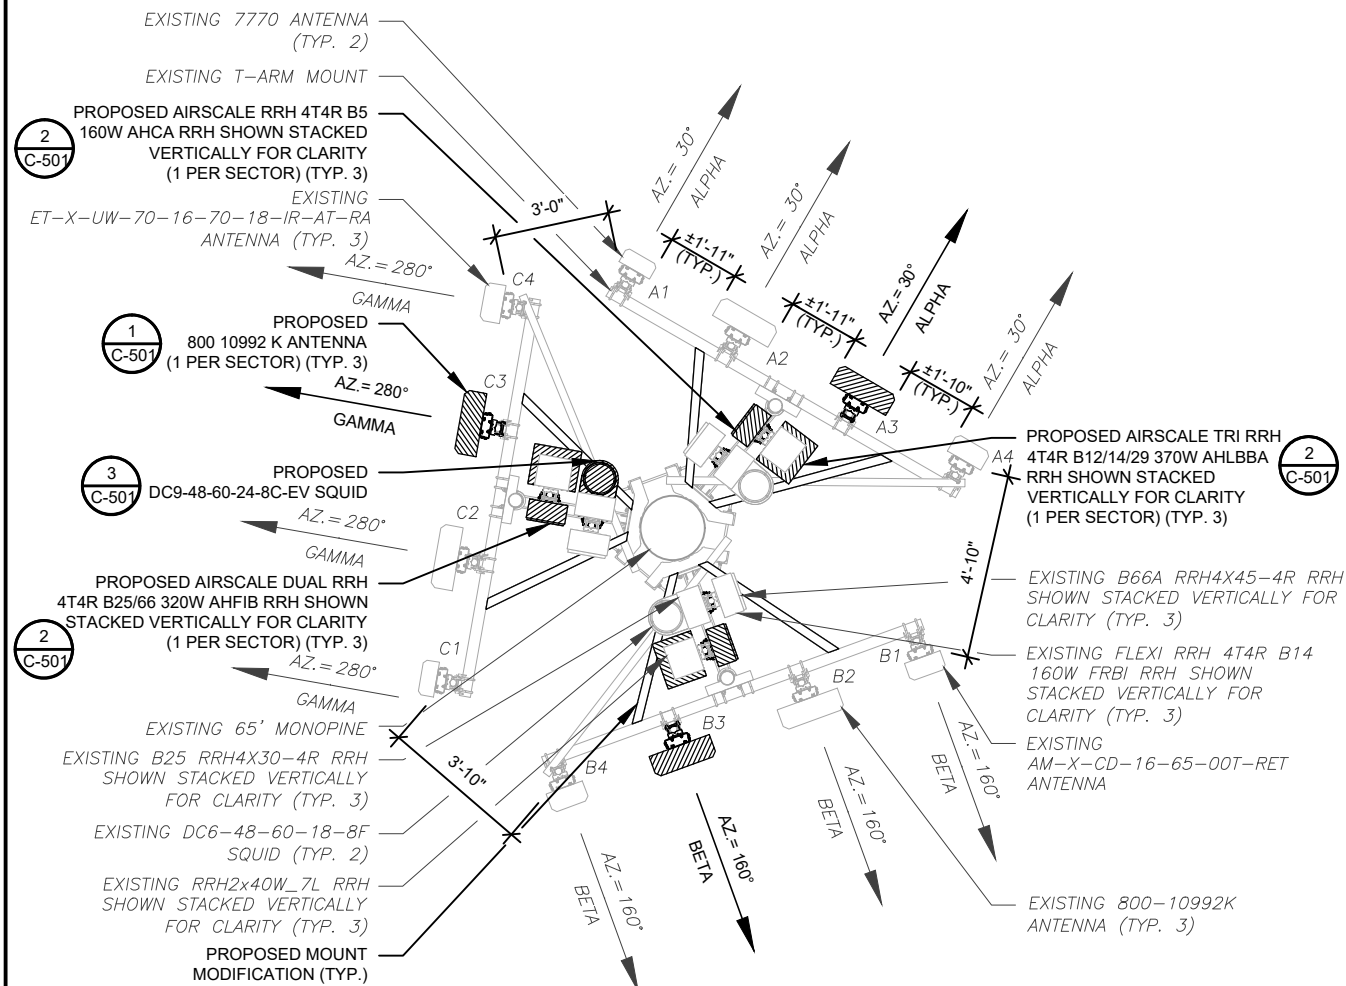 EXISTING 7770 ANTENNA
(TYP. 2)
EXISTING T-ARM MOUNT
PROPOSED AIRSCALE RRH 4T4R B5
160W AHCA RRH SHOWN STACKED
VERTICALLY FOR CLARITY
(1 PER SECTOR) (TYP. 3)
2
C-501
EXISTING
ET-X-UW-70-16-70-18-IR-AT-RA
ANTENNA (TYP. 3)
AZ.= 280°
GAMMA
PROPOSED
800 10992 K ANTENNA
(1 PER SECTOR) (TYP. 3)
1
C-501
AZ.= 280°
GAMMA
PROPOSED
DC9-48-60-24-8C-EV SQUID
3
C-501
AZ.= 280°
GAMMA
PROPOSED AIRSCALE DUAL RRH
4T4R B25/66 320W AHFIB RRH SHOWN
STACKED VERTICALLY FOR CLARITY
(1 PER SECTOR) (TYP. 3)
2
C-501
AZ.= 280°
GAMMA
EXISTING 65' MONOPINE
EXISTING B25 RRH4X30-4R RRH
SHOWN STACKED VERTICALLY
FOR CLARITY (TYP. 3)
EXISTING DC6-48-60-18-8F
SQUID (TYP. 2)
EXISTING RRH2x40W_7L RRH
SHOWN STACKED VERTICALLY
FOR CLARITY (TYP. 3)
PROPOSED MOUNT
MODIFICATION (TYP.)
3'-0"
C4
C3
C2
C1
3'-10"
A1
A2
A3
A4
AZ.= 30°
ALPHA
±1'-11"
(TYP.)
AZ.= 30°
ALPHA
±1'-11"
(TYP.)
AZ.= 30°
ALPHA
±1'-10"
(TYP.)
AZ.= 30°
ALPHA
PROPOSED AIRSCALE TRI RRH
4T4R B12/14/29 370W AHLBBA
RRH SHOWN STACKED
VERTICALLY FOR CLARITY
(1 PER SECTOR) (TYP. 3)
2
C-501
4'-10"
EXISTING B66A RRH4X45-4R RRH
SHOWN STACKED VERTICALLY FOR
CLARITY (TYP. 3)
EXISTING FLEXI RRH 4T4R B14
160W FRBI RRH SHOWN
STACKED VERTICALLY FOR
CLARITY (TYP. 3)
EXISTING
AM-X-CD-16-65-00T-RET
ANTENNA
EXISTING 800-10992K
ANTENNA (TYP. 3)
B1
B2
B3
B4
AZ.= 160°
BETA
AZ.= 160°
BETA
AZ.= 160°
BETA
AZ.= 160°
BETA